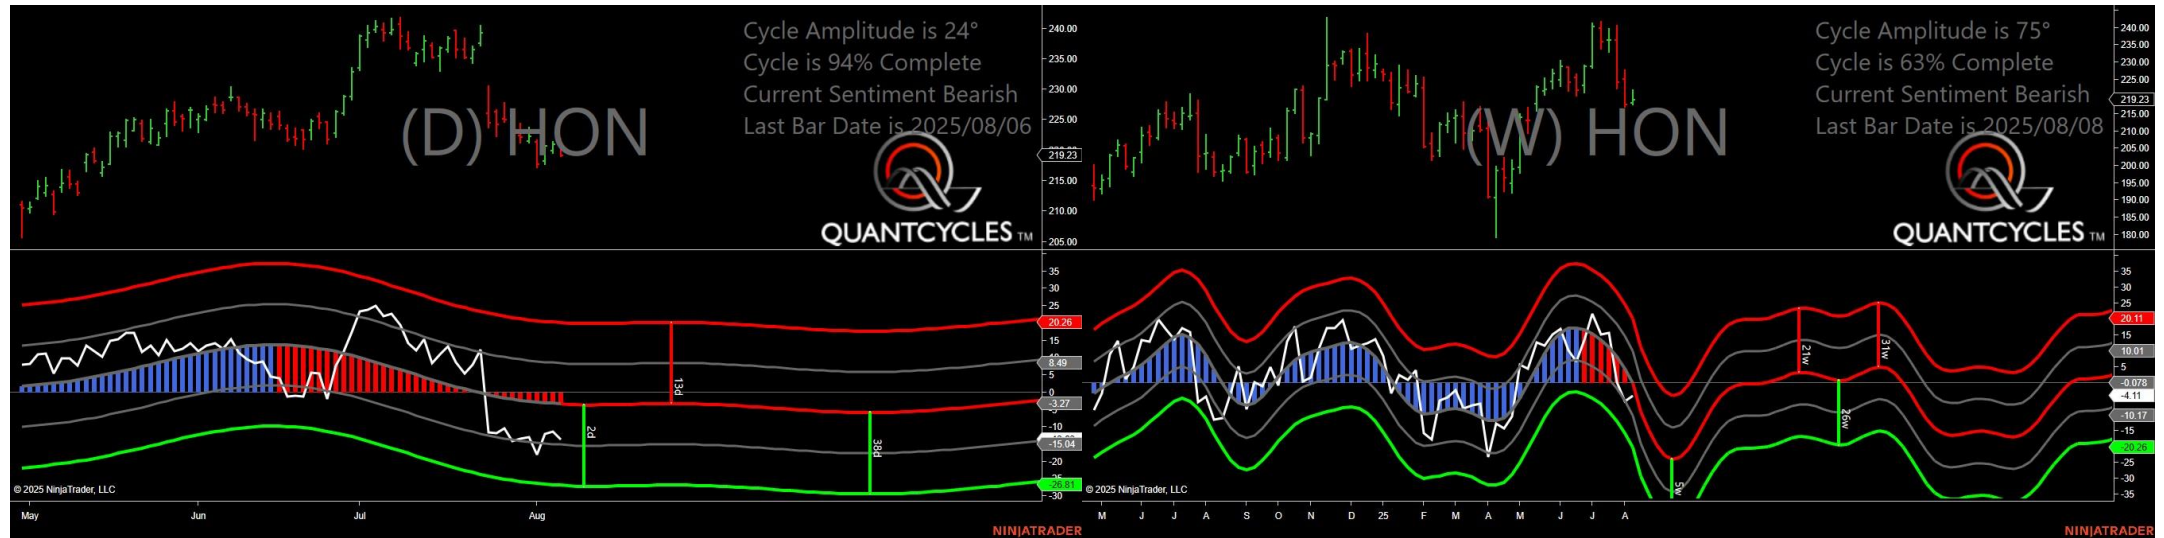 Cycle Amplitude is 24°
Cycle is 94% Complete
Current Sentiment Bearish
Last Bar Date is 2025/08/06
(D) HON
QUANTCYCLES TM
240.00
235.00
230.00
225.00
219.23
215.00
210.00
205.00
35
30
25
20.26
15
8.49
5
0
-3.27
-10
-15.04
-20
-26.81
-30
2d
13d
38d
© 2025 NinjaTrader, LLC
May
Jun
Jul
Aug
NINJATRADER
Cycle Amplitude is 75°
Cycle is 63% Complete
Current Sentiment Bearish
Last Bar Date is 2025/08/08
(W) HON
QUANTCYCLES TM
240.00
235.00
230.00
225.00
219.23
215.00
210.00
205.00
200.00
195.00
190.00
185.00
180.00
35
30
25
20.11
15
10.01
5
-0.078
-4.11
-10.17
-15
-20.26
-25
-30
-35
5w
21w
26w
31w
© 2025 NinjaTrader, LLC
M
J
J
A
S
O
N
D
25
F
M
A
M
J
J
A
NINJATRADER